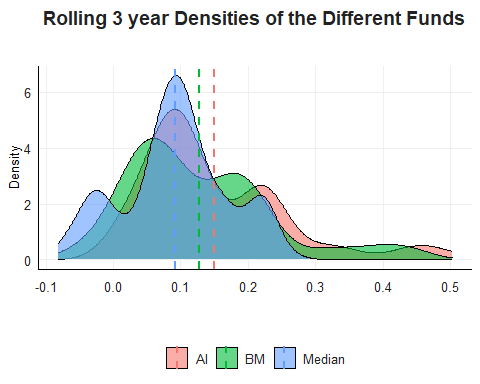 Rolling 3 year Densities of the Different Funds
Density
6
4
2
0
-0.1 0.0 0.1 0.2 0.3 0.4 0.5
AI BM Median